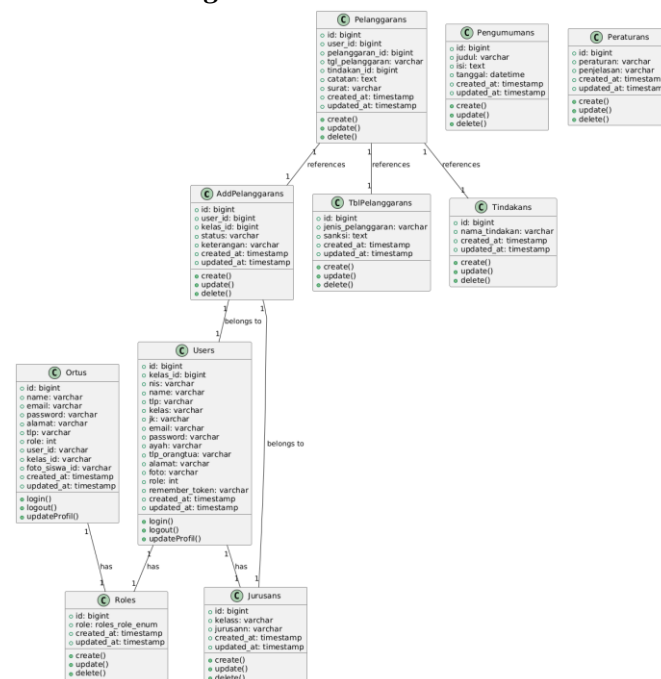 C Pelanggarans
id: bigint
user_id: bigint
pelanggaran_id: bigint
tgl_pelanggaran: varchar
tindakan_id: bigint
catatan: text
surat: varchar
created_at: timestamp
updated_at: timestamp
create()
update()
delete()
C Pengumumans
id: bigint
judul: varchar
isi: text
tanggal: datetime
created_at: timestamp
updated_at: timestamp
create()
update()
delete()
C Peraturans
id: bigint
peraturan: varchar
penjelasan: varchar
created_at: timestamp
updated_at: timestamp
create()
update()
delete()
1 1 1
references references references
1 1 1
C AddPelanggarans
id: bigint
user_id: bigint
kelas_id: bigint
status: varchar
keterangan: varchar
created_at: timestamp
updated_at: timestamp
create()
update()
delete()
C TblPelanggarans
id: bigint
jenis_pelanggaran: varchar
sanksi: text
created_at: timestamp
updated_at: timestamp
create()
update()
delete()
C Tindakans
id: bigint
nama_tindakan: varchar
created_at: timestamp
updated_at: timestamp
create()
update()
delete()
1 1
belongs to
1
C Ortus
id: bigint
name: varchar
email: varchar
password: varchar
alamat: varchar
tlp: varchar
role: int
user_id: varchar
kelas_id: varchar
foto_siswa_id: varchar
created_at: timestamp
updated_at: timestamp
login()
logout()
updateProfil()
C Users
id: bigint
kelas_id: bigint
nis: varchar
name: varchar
tlp: varchar
kelas: varchar
jk: varchar
email: varchar
password: varchar
ayah: varchar
tlp_orangtua: varchar
alamat: varchar
foto: varchar
role: int
remember_token: varchar
created_at: timestamp
updated_at: timestamp
login()
logout()
updateProfil()
belongs to
1 1 1
has has has
1 1 1 1
C Roles
id: bigint
role: roles_role_enum
created_at: timestamp
updated_at: timestamp
create()
update()
delete()
C Jurusans
id: bigint
kelass: varchar
jurusann: varchar
created_at: timestamp
updated_at: timestamp
create()
update()
delete()